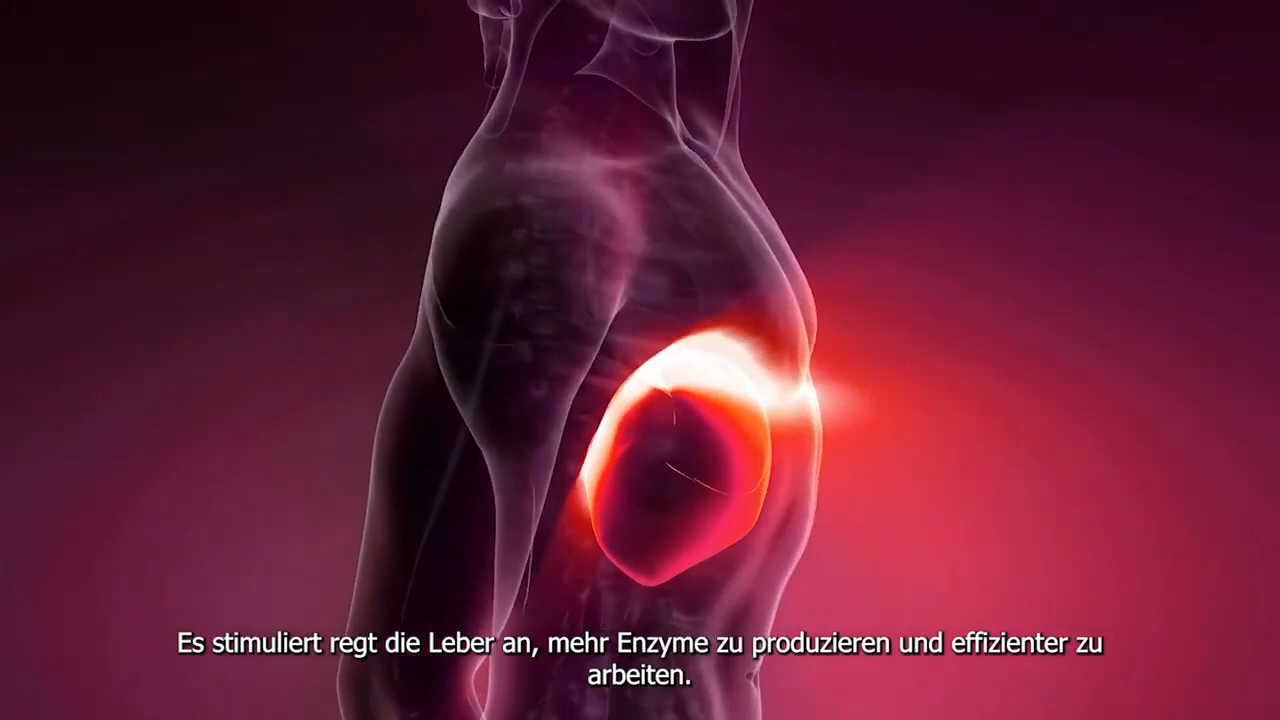 Es stimuliert regt die Leber an, mehr Enzyme zu produzieren und effizienter zu
arbeiten.